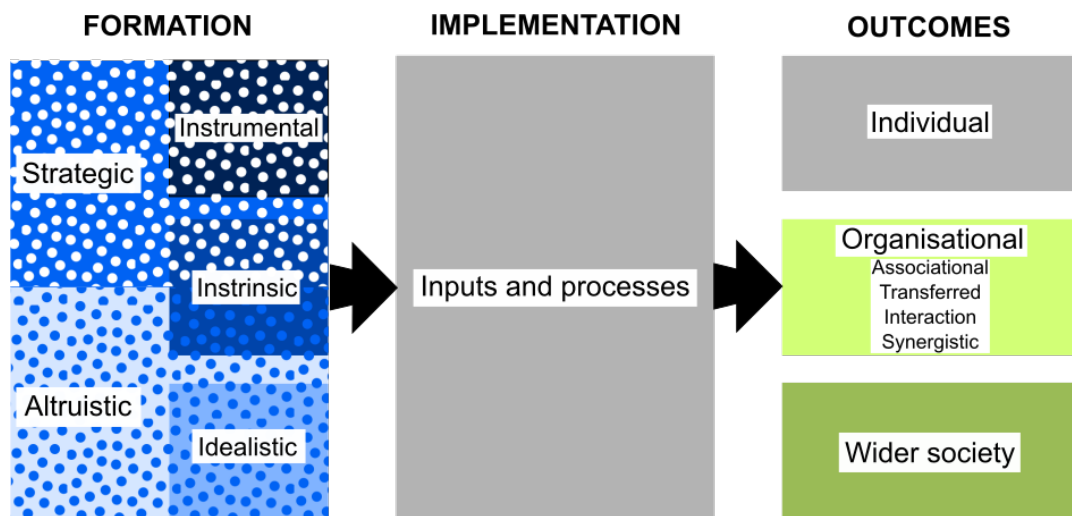 FORMATION
IMPLEMENTATION
OUTCOMES
Strategic
Instrumental
Instrinsic
Altruistic
Idealistic
Inputs and processes
Individual
Organisational
Associational
Transferred
Interaction
Synergistic
Wider society